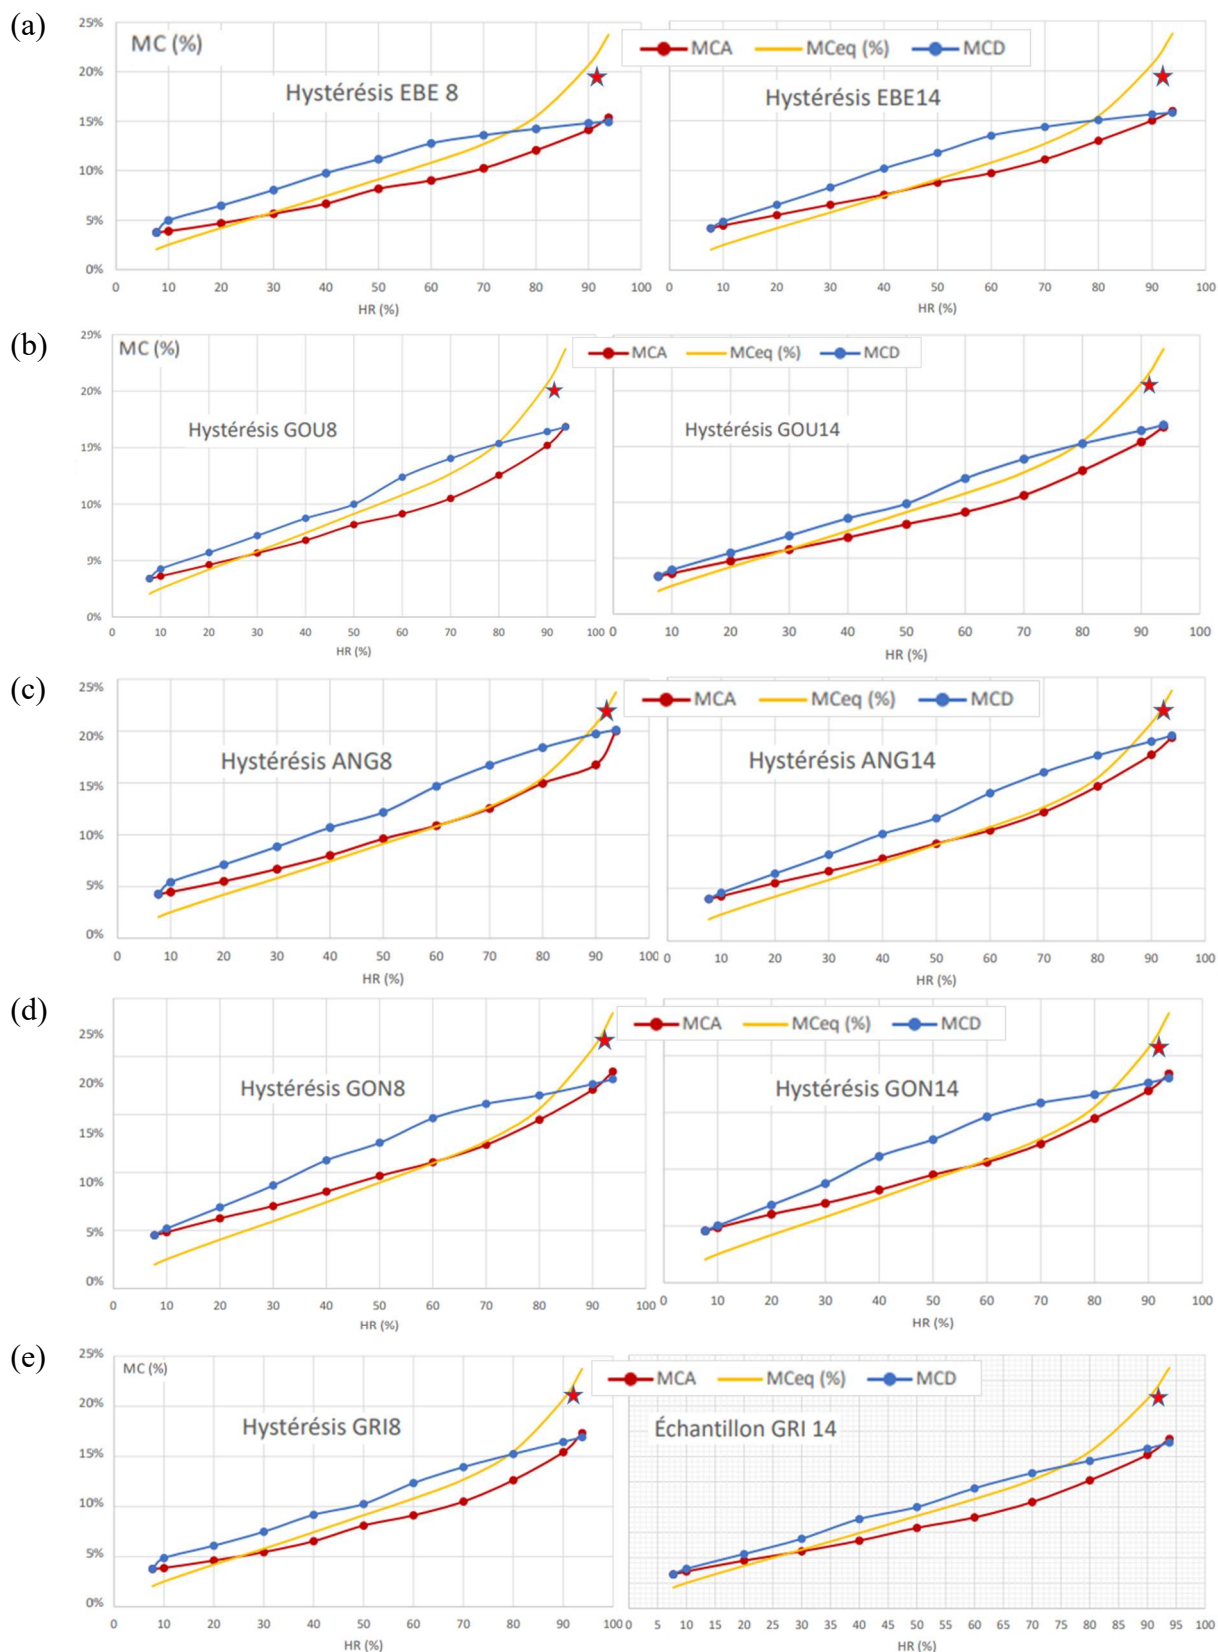 (a)
MC (%)
MCA MCeq (%) MCD
Hystérésis EBE 8
Hystérésis EBE14
25%
20%
15%
10%
5%
0%
0 10 20 30 40 50 60 70 80 90 100
HR (%)
0 10 20 30 40 50 60 70 80 90 100
HR (%)
(b)
MC (%)
MCA MCeq (%) MCD
Hystérésis GOU8
Hystérésis GOU14
29%
20%
19%
10%
9%
0%
0 10 20 30 40 50 60 70 80 90 100
HR (%)
0 10 20 30 40 50 60 70 80 90 100
HR (%)
(c)
MCA MCeq (%) MCD
Hystérésis ANG8
Hystérésis ANG14
25%
20%
15%
10%
5%
0%
0 10 20 30 40 50 60 70 80 90 100
HR (%)
0 10 20 30 40 50 60 70 80 90 100
HR (%)
(d)
MCA MCeq (%) MCD
Hystérésis GON8
Hystérésis GON14
25%
20%
15%
10%
5%
0%
0 10 20 30 40 50 60 70 80 90 100
HR (%)
0 10 20 30 40 50 60 70 80 90 100
HR (%)
(e)
MC (%)
MCA MCeq (%) MCD
Hystérésis GRI8
Échantillon GRI 14
25%
20%
15%
10%
5%
0%
0 10 20 30 40 50 60 70 80 90 100
HR (%)
0 5 10 15 20 25 30 35 40 45 50 55 60 65 70 75 80 85 90 95 100
HR (%)